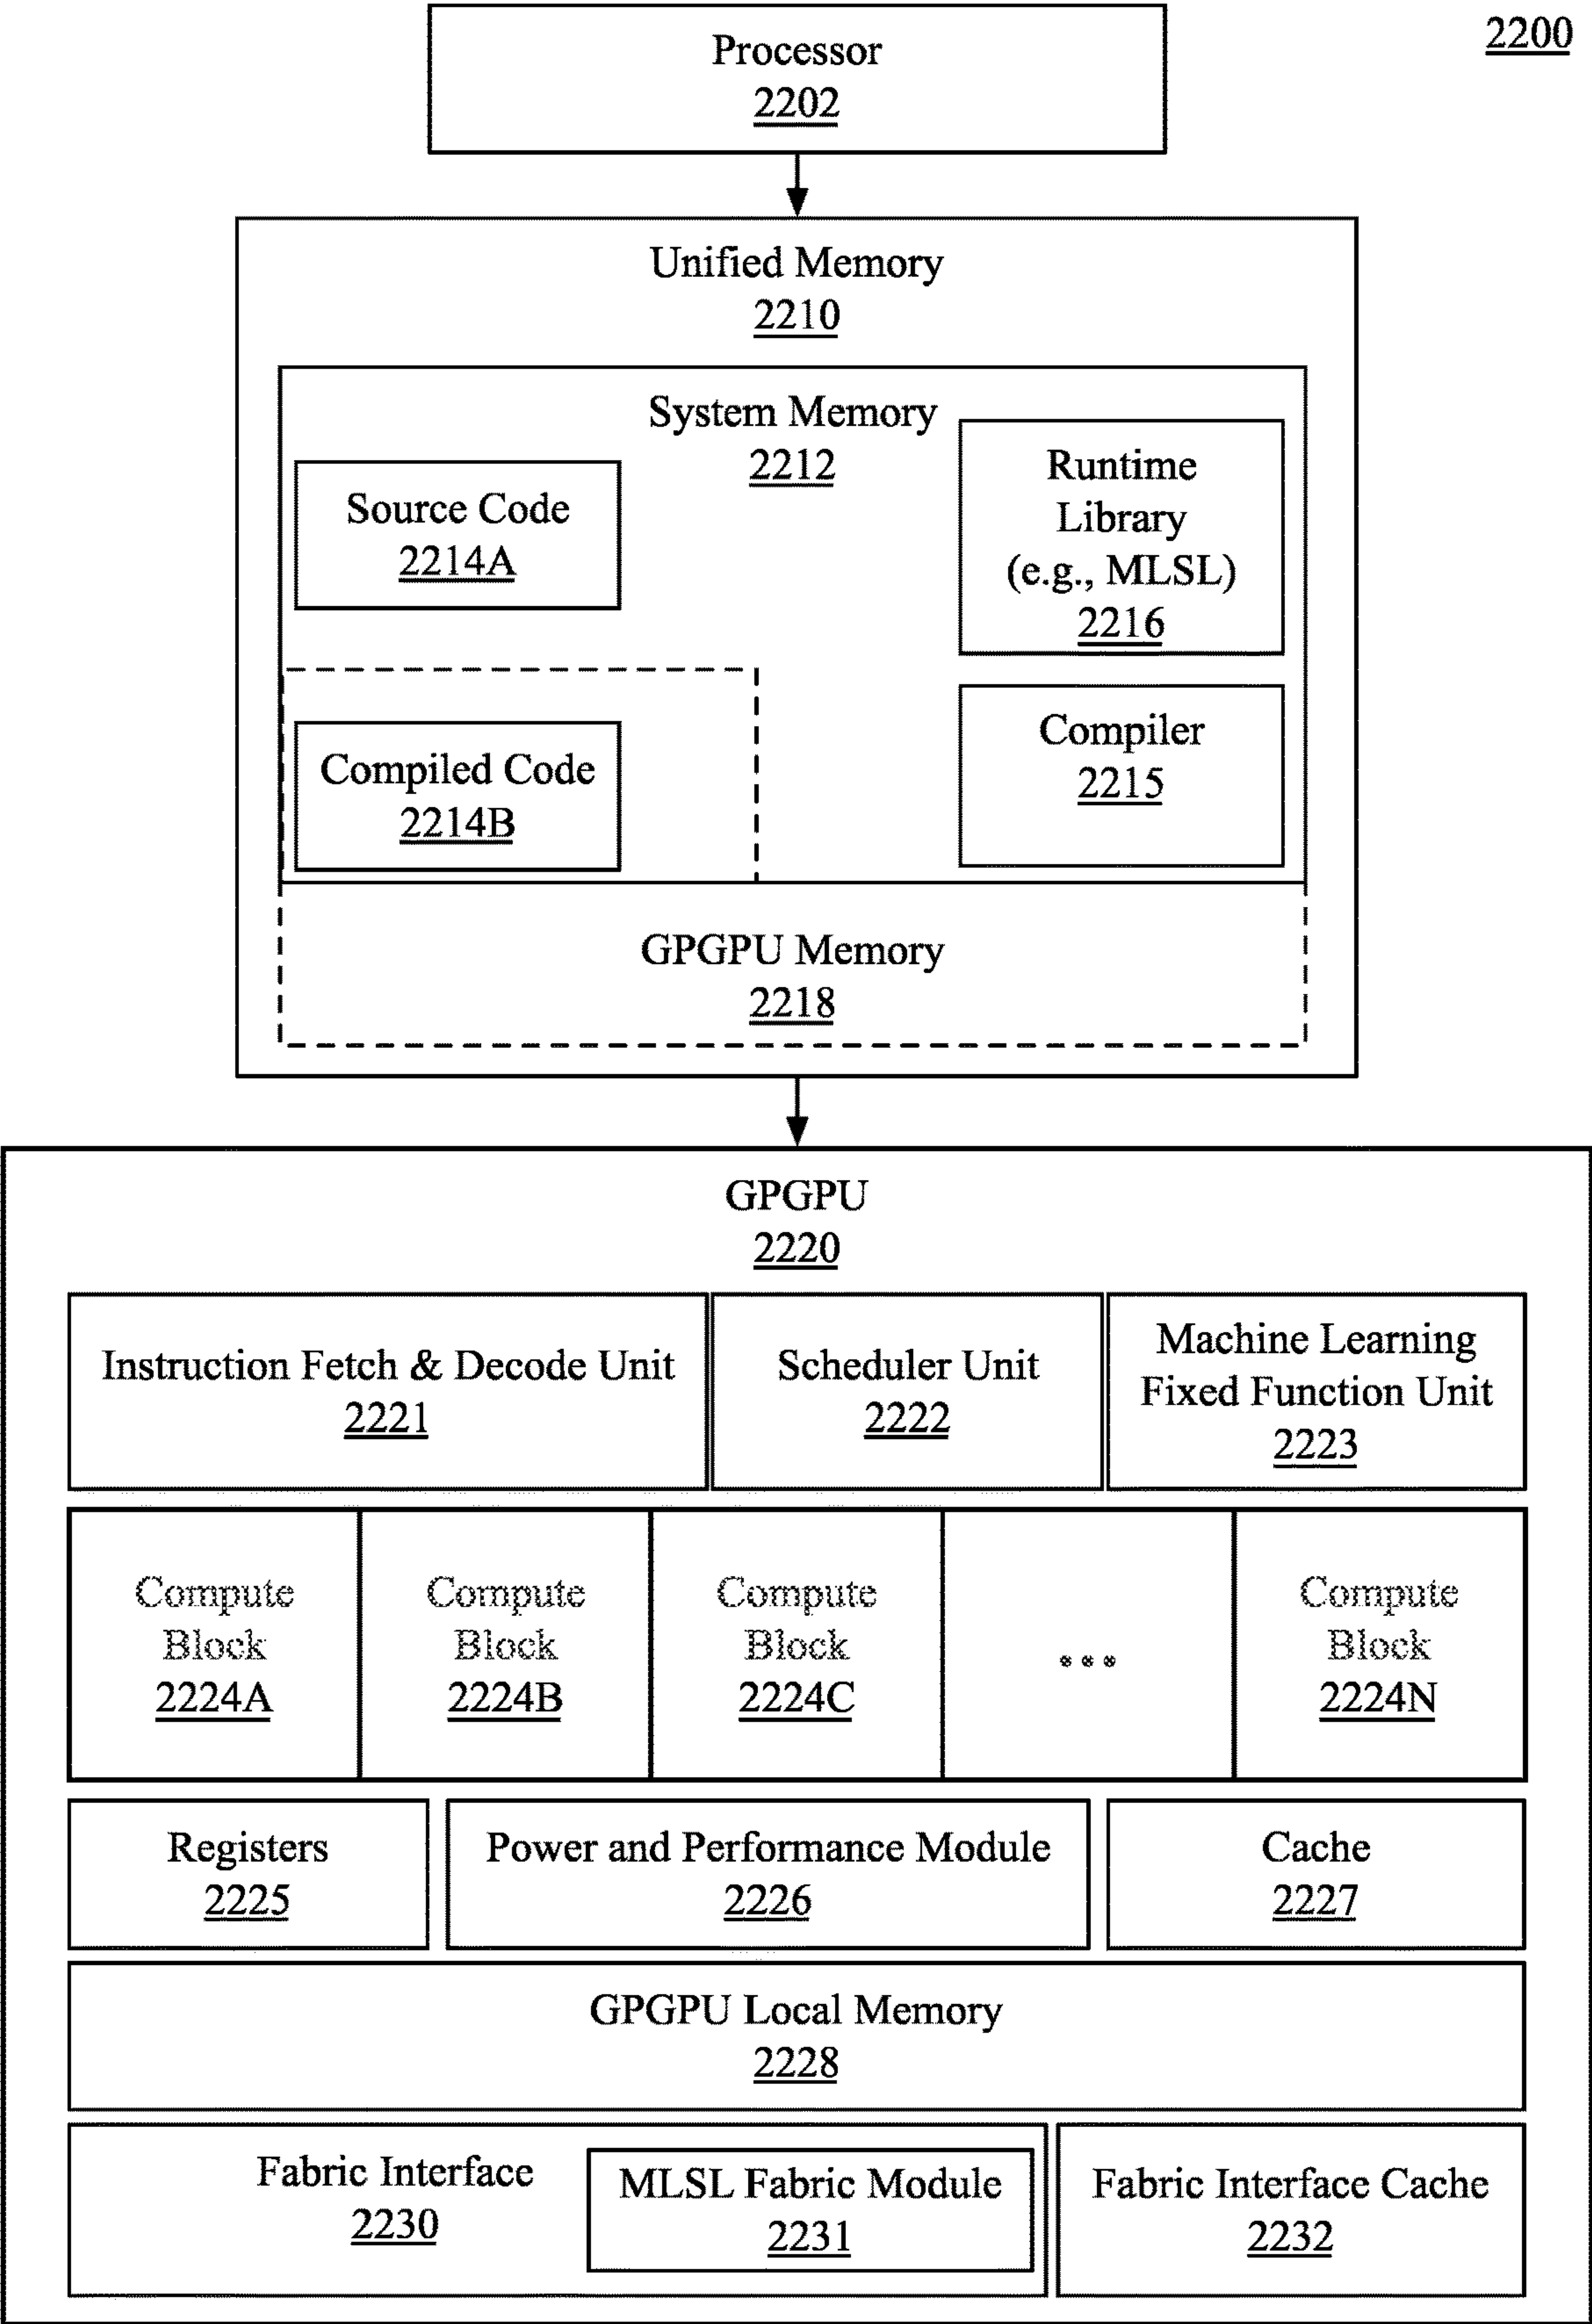 2200
Processor
2202
Unified Memory
2210
System Memory
2212
Source Code
2214A
Runtime
Library
(e.g., MLSL)
2216
Compiled Code
2214B
Compiler
2215
GPGPU Memory
2218
GPGPU
2220
Instruction Fetch & Decode Unit
2221
Scheduler Unit
2222
Machine Learning
Fixed Function Unit
2223
Compute
Block
2224A
Compute
Block
2224B
Compute
Block
2224C
...
Compute
Block
2224N
Registers
2225
Power and Performance Module
2226
Cache
2227
GPGPU Local Memory
2228
Fabric Interface
2230
MLSL Fabric Module
2231
Fabric Interface Cache
2232